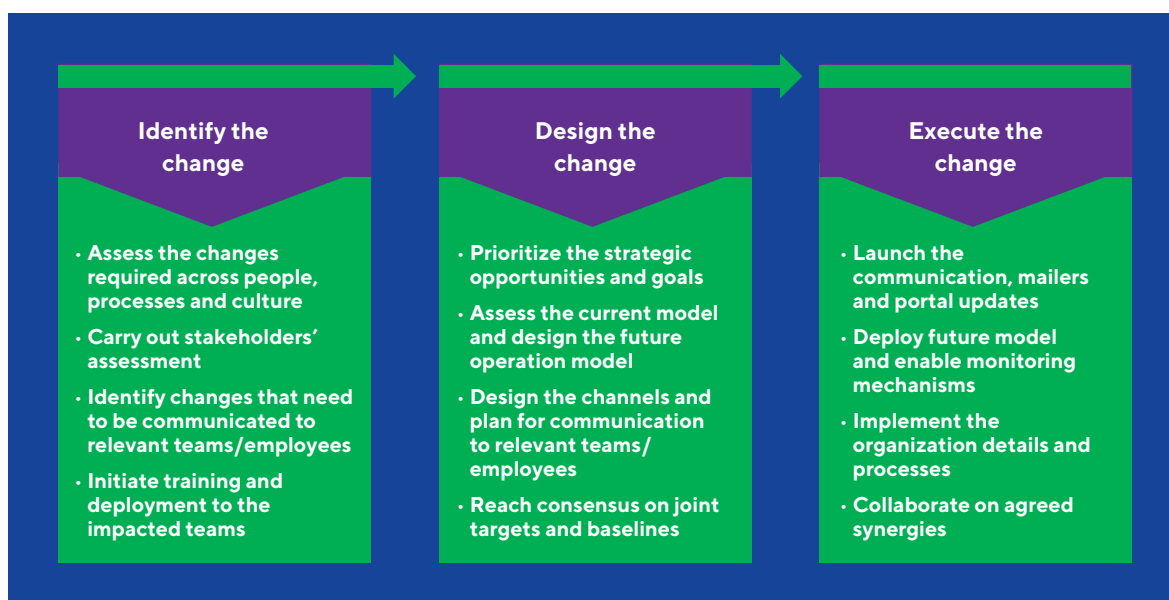 Identify the
change
• Assess the changes
required across people,
processes and culture
• Carry out stakeholders’
assessment
• Identify changes that need
to be communicated to
relevant teams/employees
• Initiate training and
deployment to the
impacted teams
Design the
change
• Prioritize the strategic
opportunities and goals
• Assess the current model
and design the future
operation model
• Design the channels and
plan for communication
to relevant teams/
employees
• Reach consensus on joint
targets and baselines
Execute the
change
• Launch the
communication, mailers
and portal updates
• Deploy future model
and enable monitoring
mechanisms
• Implement the
organization details and
processes
• Collaborate on agreed
synergies